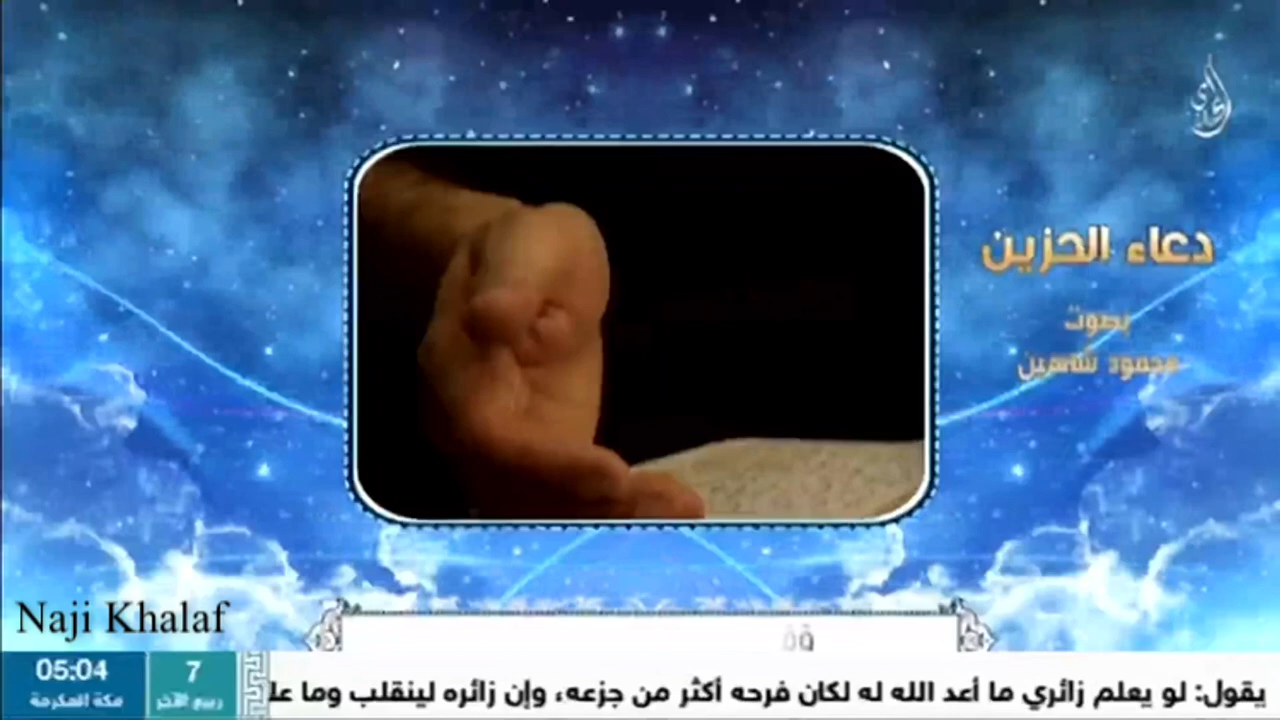 دعاء الحزين
بصوت
محمود شاهين
Naji Khalaf
05:04
مكة المكرمة
7
ربيع الآخر
يقول: لو يعلم زائري ما أعد الله له لكان فرحه أكثر من جزعه، وإن زائره لينقلب وما